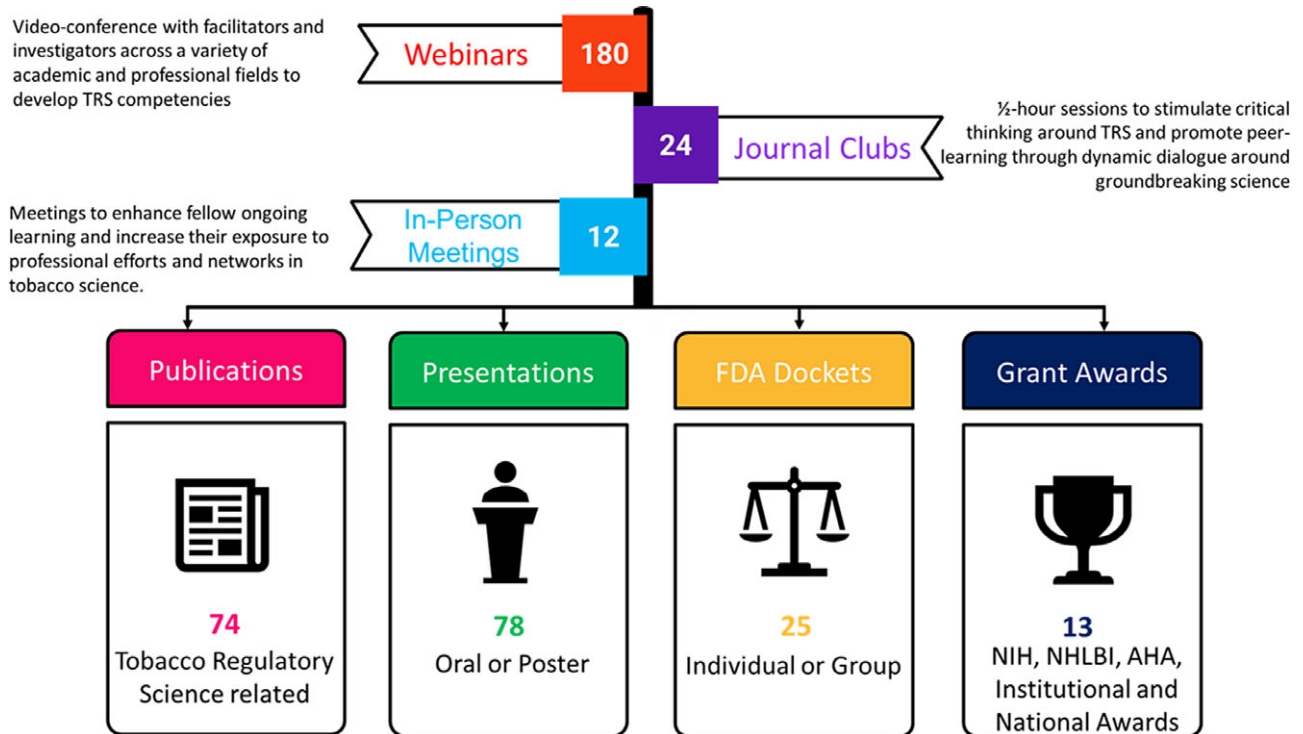 Video-conference with facilitators and
investigators across a variety of
academic and professional fields to
develop TRS competencies
Webinars
180
24
Journal Clubs
½-hour sessions to stimulate critical
thinking around TRS and promote peer-
learning through dynamic dialogue around
groundbreaking science
Meetings to enhance fellow ongoing
learning and increase their exposure to
professional efforts and networks in
tobacco science.
In-Person
Meetings
12
Publications
74
Tobacco Regulatory
Science related
Presentations
78
Oral or Poster
FDA Dockets
25
Individual or Group
Grant Awards
13
NIH, NHLBI, AHA,
Institutional and
National Awards